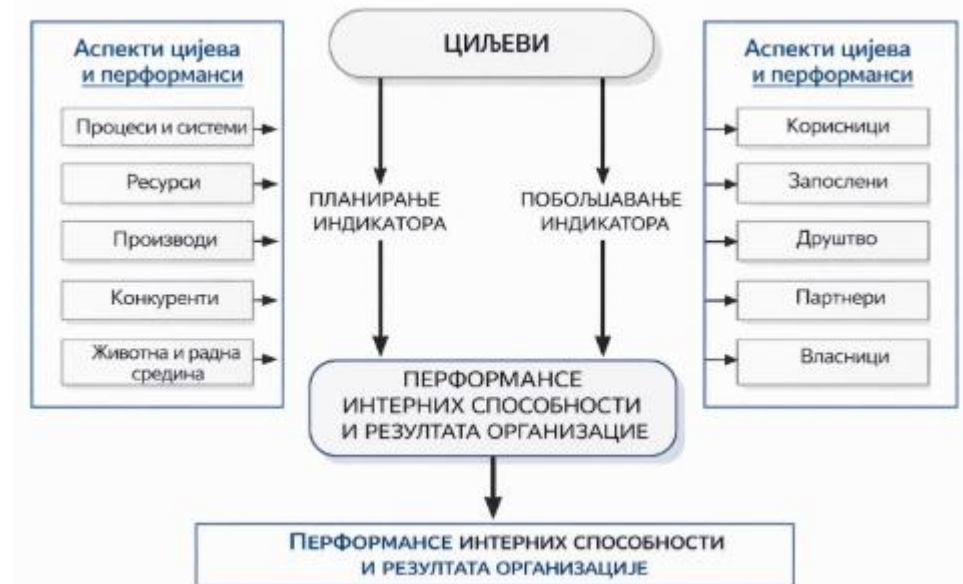 Аспекти цијева
и перформанси
Процеси и системи
Ресурси
Производи
Конкуренти
Животна и радна
средина
ЦИЉЕВИ
ПЛАНИРАЊЕ
ИНДИКАТОРА
ПОБОЉШАВАЊЕ
ИНДИКАТОРА
ПЕРФОРМАНСЕ
ИНТЕРНИХ СПОСОБНОСТИ
И РЕЗУЛТАТА ОРГАНИЗАЦИЕ
Аспекти цијева
и перформанси
Корисници
Запослени
Друштво
Партнери
Власници
ПЕРФОРМАНСЕ ИНТЕРНИХ СПОСОБНОСТИ
И РЕЗУЛТАТА ОРГАНИЗАЦИЈЕ